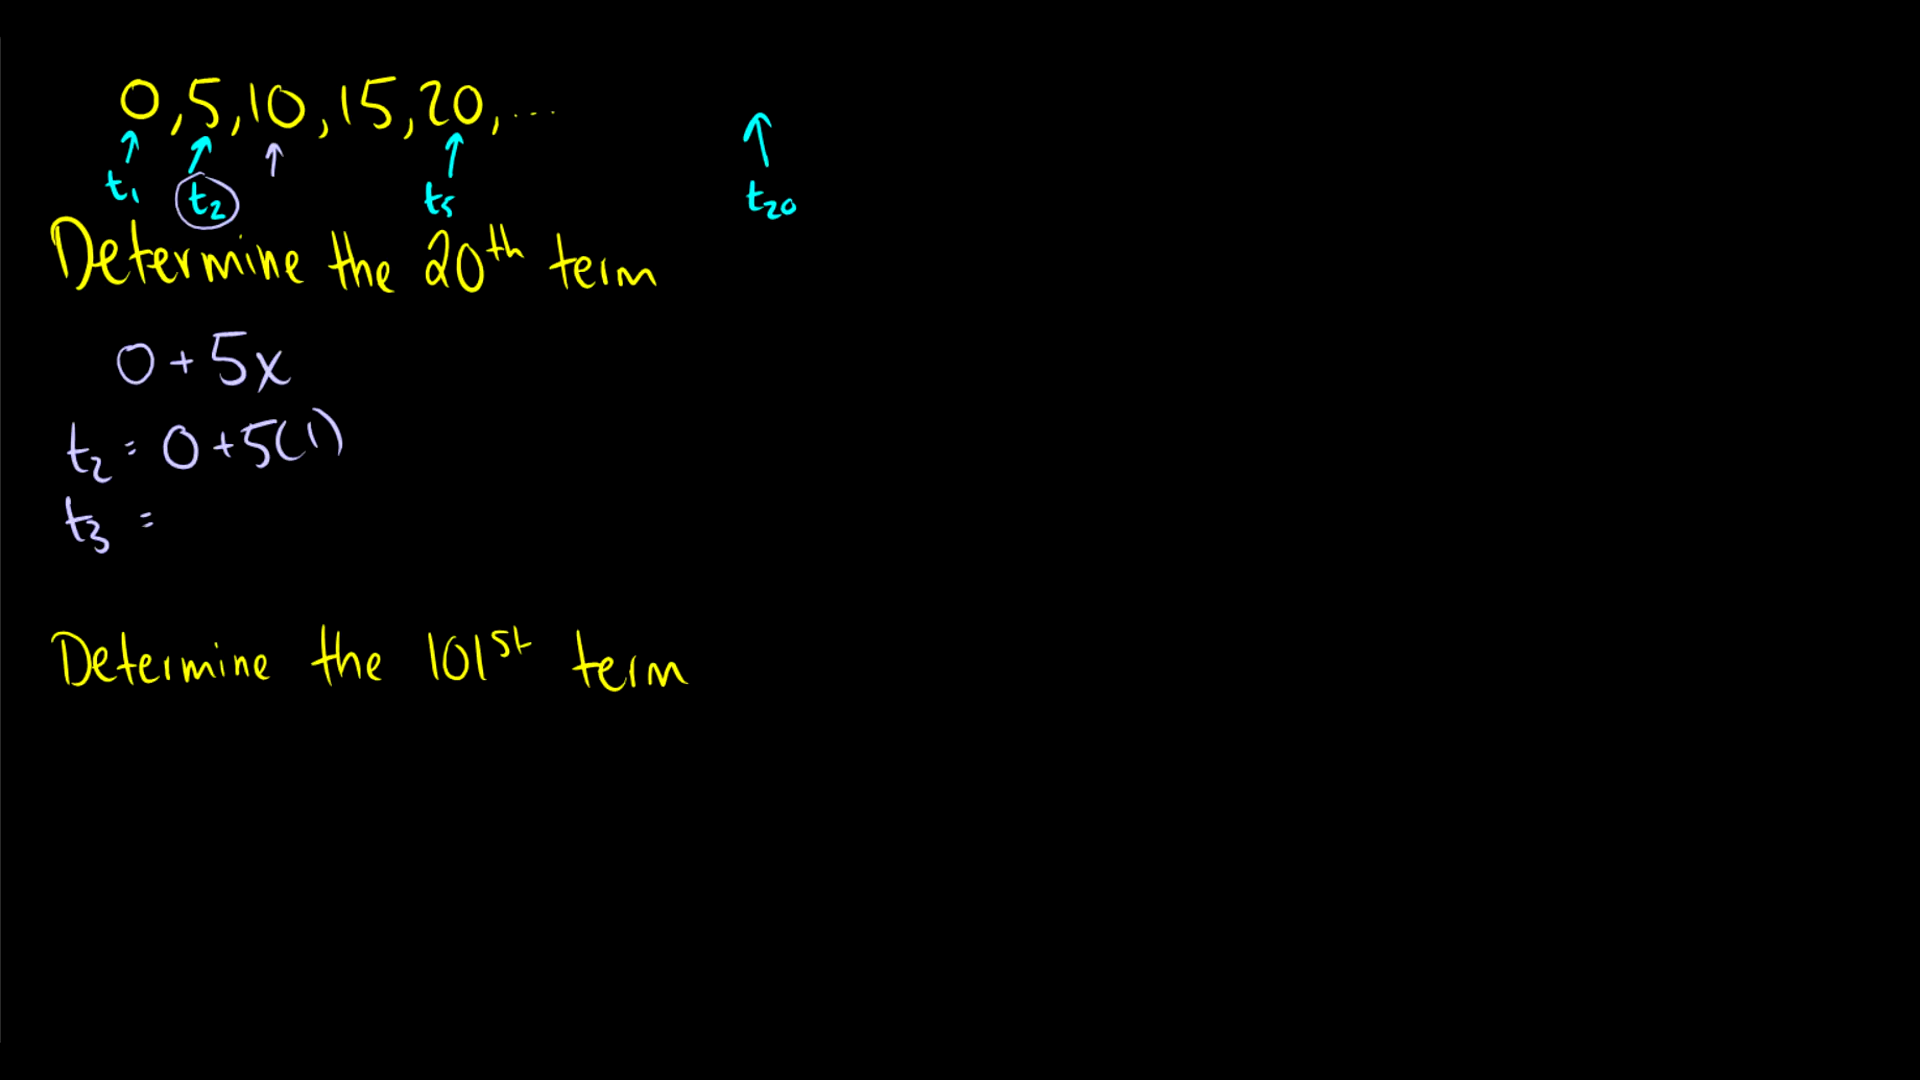 0, 5, 10, 15, 20, ...
t₁ t₂ t₅ t₂₀
Determine the 20ᵗʰ term
0 + 5x
t₂ = 0 + 5(1)
t₃ =
Determine the 101ˢᵗ term